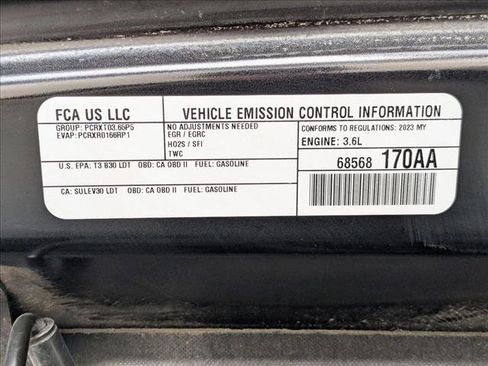 FCA US LLC
VEHICLE EMISSION CONTROL INFORMATION
GROUP: PCRXT03.65P5
EVAP: PCRXR0166RP1
NO ADJUSTMENTS NEEDED
EGR / EGRC
HO2S / SFI
TWC
CONFORMS TO REGULATIONS: 2023 MY
ENGINE: 3.6L
U.S. EPA: T3 B30 LDT OBD: CA OBD II FUEL: GASOLINE
68568 170AA
CA: SULEV30 LDT OBD: CA OBD II FUEL: GASOLINE